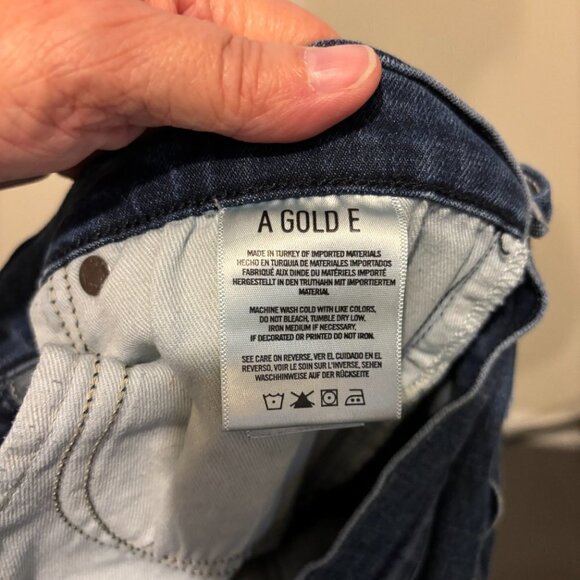 A GOLD E
MADE IN TURKEY OF IMPORTED MATERIALS
HECHO EN TURQUIA DE MATERIALES IMPORTADOS
FABRIQUÉ AUX DINDE DU MATÉRIELS IMPORTÉ
HERGESTELLT IN DEN TRUTHAHN MIT IMPORTIERTEM
MATERIAL
MACHINE WASH COLD WITH LIKE COLORS,
DO NOT BLEACH, TUMBLE DRY LOW,
IRON MEDIUM IF NECESSARY,
IF DECORATED OR PRINTED DO NOT IRON.
SEE CARE ON REVERSE, VER EL CUIDADO EN EL
REVERSO, VOIR LE SOIN SUR L'INVERSE, SEHEN
WASCHHINWEISE AUF DER RÜCKSEITE